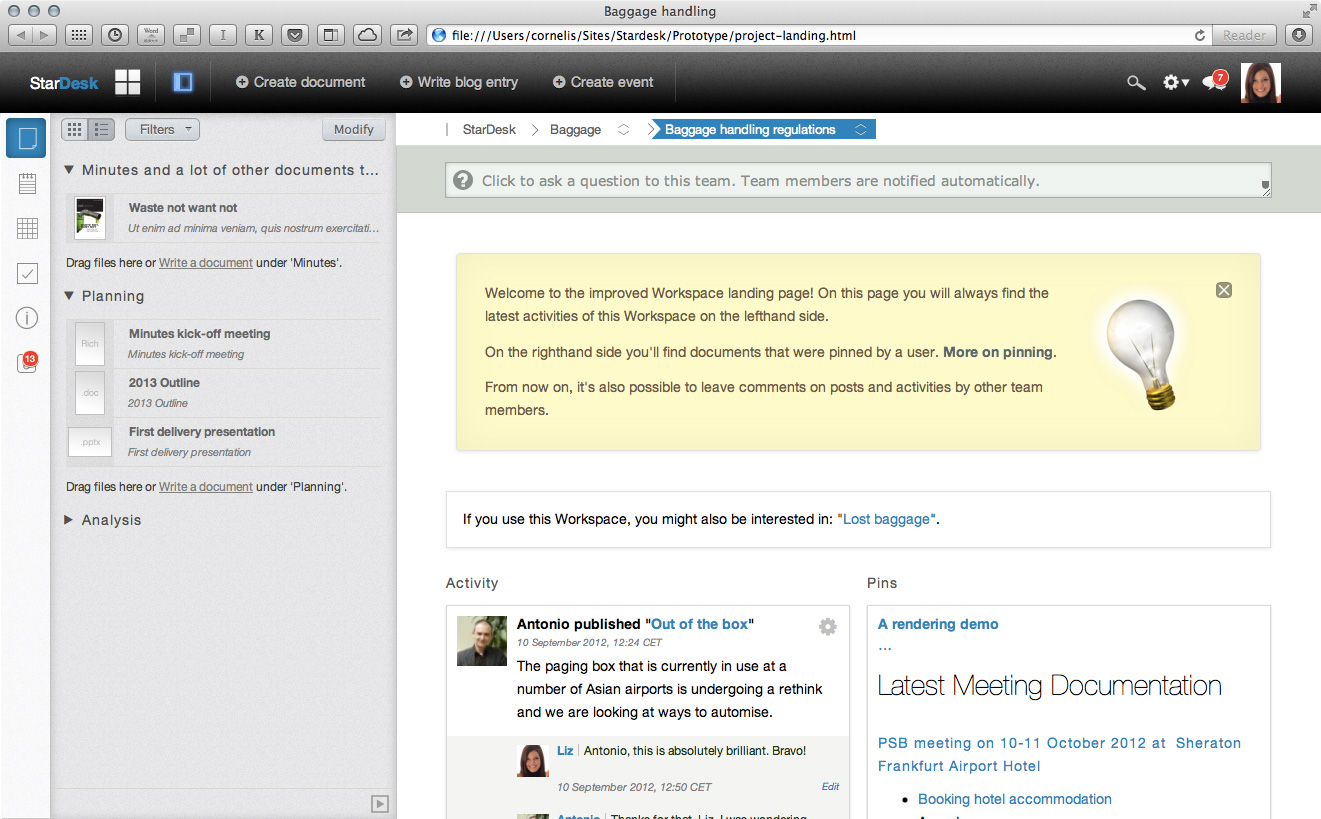 Baggage handling
Word
I
K
file:///Users/cornelis/Sites/Stardesk/Prototype/project-landing.html
Reader
StarDesk
Create document
Write blog entry
Create event
7
Filters
Modify
StarDesk
Baggage
Baggage handling regulations
? Click to ask a question to this team. Team members are notified automatically.
Minutes and a lot of other documents t...
Waste not want not
Ut enim ad minima veniam, quis nostrum exercitati...
Drag files here or Write a document under 'Minutes'.
Planning
Rich
Minutes kick-off meeting
Minutes kick-off meeting
.doc
2013 Outline
2013 Outline
.pptx
First delivery presentation
First delivery presentation
Drag files here or Write a document under 'Planning'.
Analysis
13
Welcome to the improved Workspace landing page! On this page you will always find the
latest activities of this Workspace on the lefthand side.
On the righthand side you'll find documents that were pinned by a user. More on pinning.
From now on, it's also possible to leave comments on posts and activities by other team
members.
If you use this Workspace, you might also be interested in: "Lost baggage".
Activity
Antonio published "Out of the box"
10 September 2012, 12:24 CET
The paging box that is currently in use at a
number of Asian airports is undergoing a rethink
and we are looking at ways to automise.
Liz | Antonio, this is absolutely brilliant. Bravo!
10 September 2012, 12:50 CET
Edit
Antonio | Thanks for that, Liz. I was wondering
Pins
A rendering demo
...
Latest Meeting Documentation
PSB meeting on 10-11 October 2012 at Sheraton
Frankfurt Airport Hotel
• Booking hotel accommodation